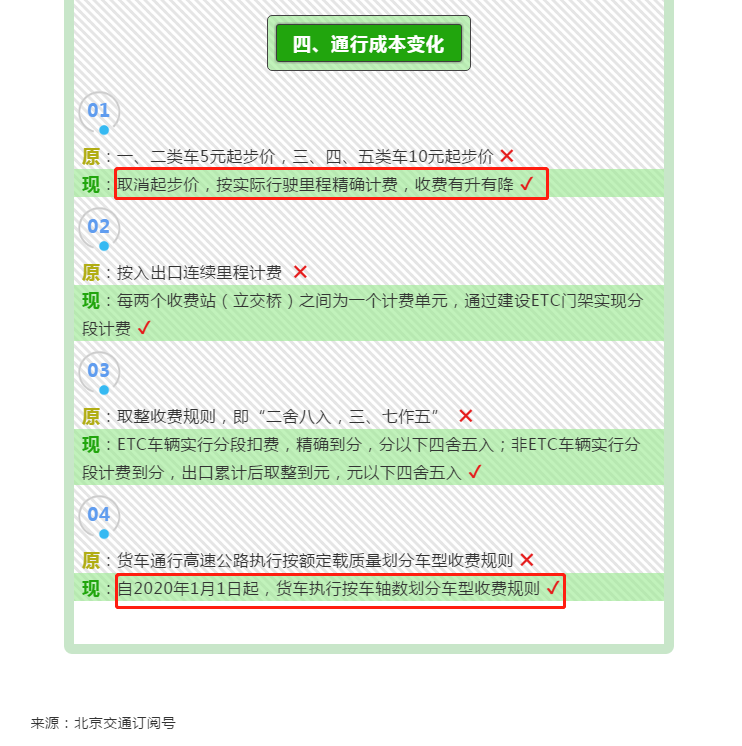 四、通行成本变化
01
原：一、二类车5元起步价，三、四、五类车10元起步价
现：取消起步价，按实际行驶里程精确计费，收费有升有降
02
原：按入出口连续里程计费
现：每两个收费站（立交桥）之间为一个计费单元，通过建设ETC门架实现分
段计费
03
原：取整收费规则，即“二舍八入，三、七作五”
现：ETC车辆实行分段扣费，精确到分，分以下四舍五入；非ETC车辆实行分
段计费到分，出口累计后取整到元，元以下四舍五入
04
原：货车通行高速公路执行按额定载质量划分车型收费规则
现：自2020年1月1日起，货车执行按车轴数划分车型收费规则
来源：北京交通订阅号